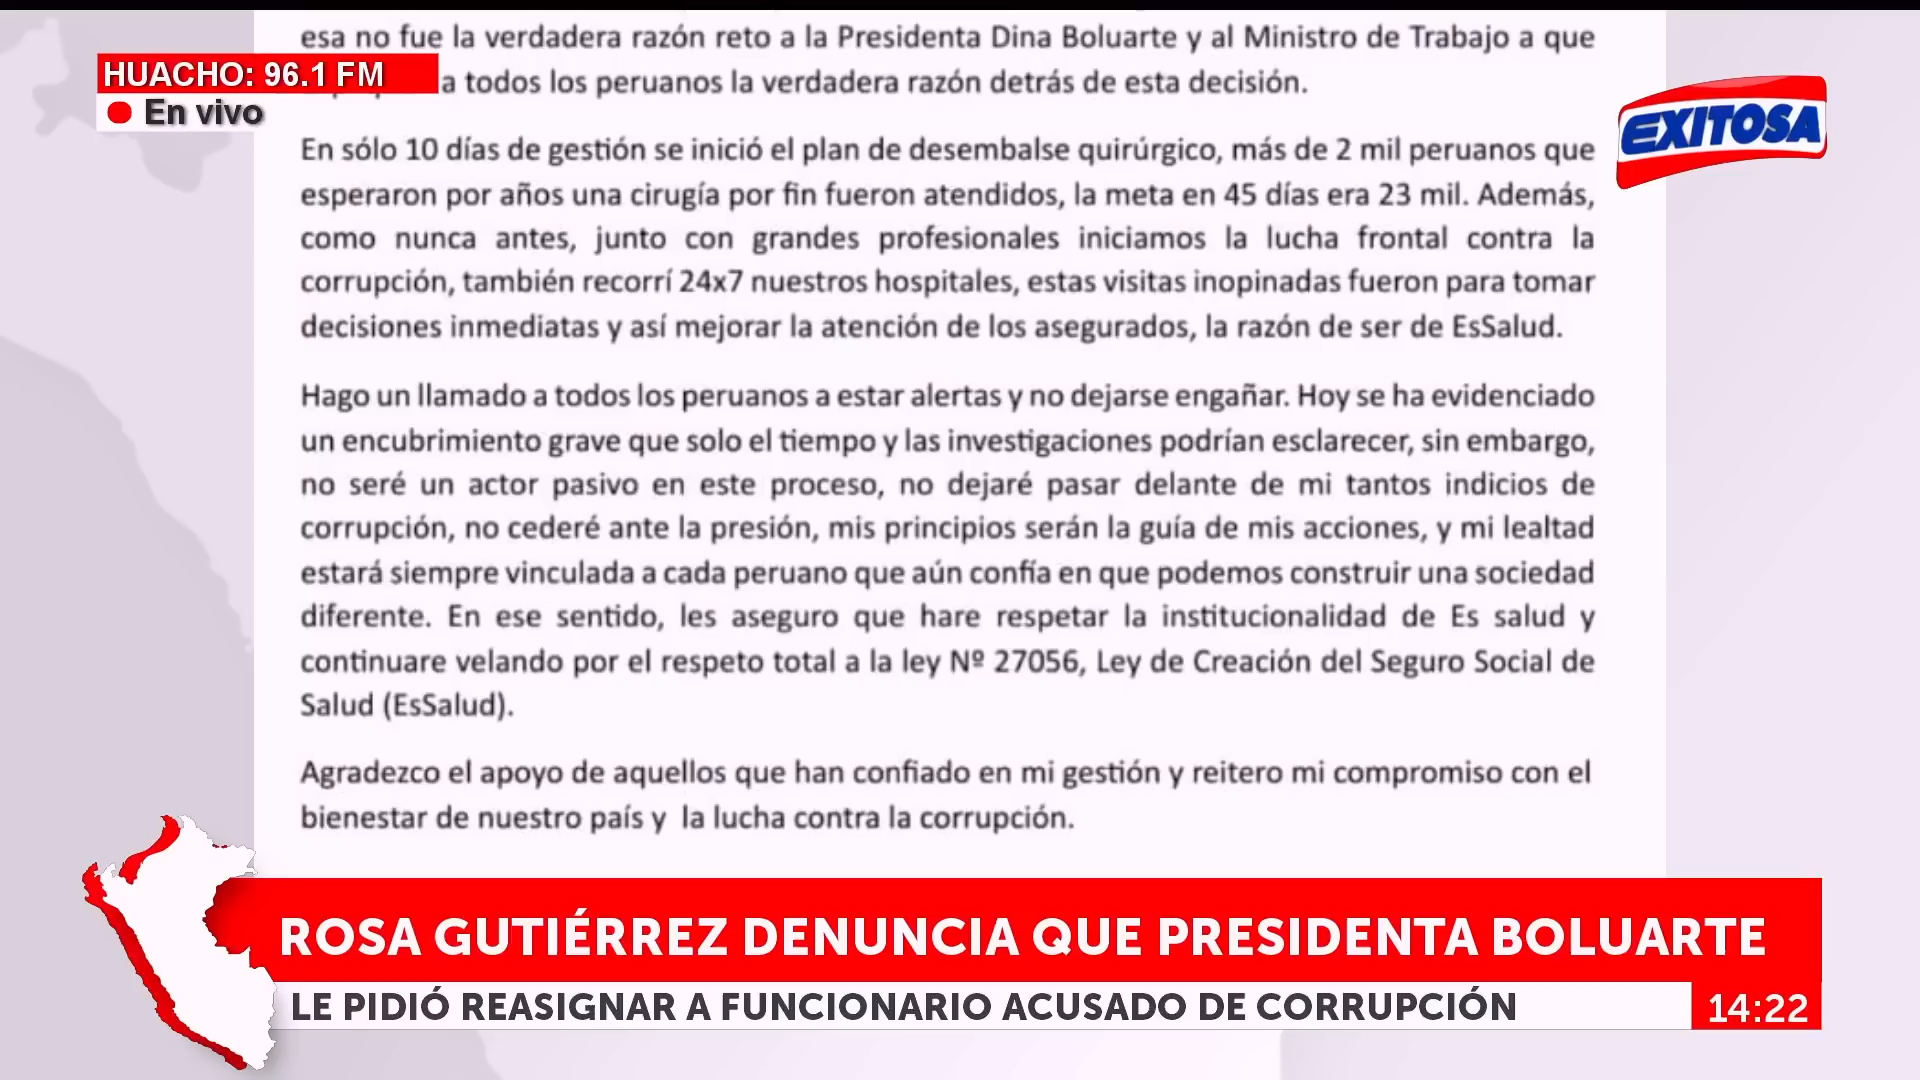 esa no fue la verdadera razón reto a la Presidenta Dina Boluarte y al Ministro de Trabajo a que
HUACHO: 96.1 FM
a todos los peruanos la verdadera razón detrás de esta decisión.
En vivo
EXITOSA
En sólo 10 días de gestión se inició el plan de desembalse quirúrgico, más de 2 mil peruanos que
esperaron por años una cirugía por fin fueron atendidos, la meta en 45 días era 23 mil. Además,
como nunca antes, junto con grandes profesionales iniciamos la lucha frontal contra la
corrupción, también recorrí 24x7 nuestros hospitales, estas visitas inopinadas fueron para tomar
decisiones inmediatas y así mejorar la atención de los asegurados, la razón de ser de EsSalud.
Hago un llamado a todos los peruanos a estar alertas y no dejarse engañar. Hoy se ha evidenciado
un encubrimiento grave que solo el tiempo y las investigaciones podrían esclarecer, sin embargo,
no seré un actor pasivo en este proceso, no dejaré pasar delante de mi tantos indicios de
corrupción, no cederé ante la presión, mis principios serán la guía de mis acciones, y mi lealtad
estará siempre vinculada a cada peruano que aún confía en que podemos construir una sociedad
diferente. En ese sentido, les aseguro que hare respetar la institucionalidad de Es salud y
continuare velando por el respeto total a la ley Nº 27056, Ley de Creación del Seguro Social de
Salud (EsSalud).
Agradezco el apoyo de aquellos que han confiado en mi gestión y reitero mi compromiso con el
bienestar de nuestro país y  la lucha contra la corrupción.
ROSA GUTIÉRREZ DENUNCIA QUE PRESIDENTA BOLUARTE
LE PIDIÓ REASIGNAR A FUNCIONARIO ACUSADO DE CORRUPCIÓN
14:22